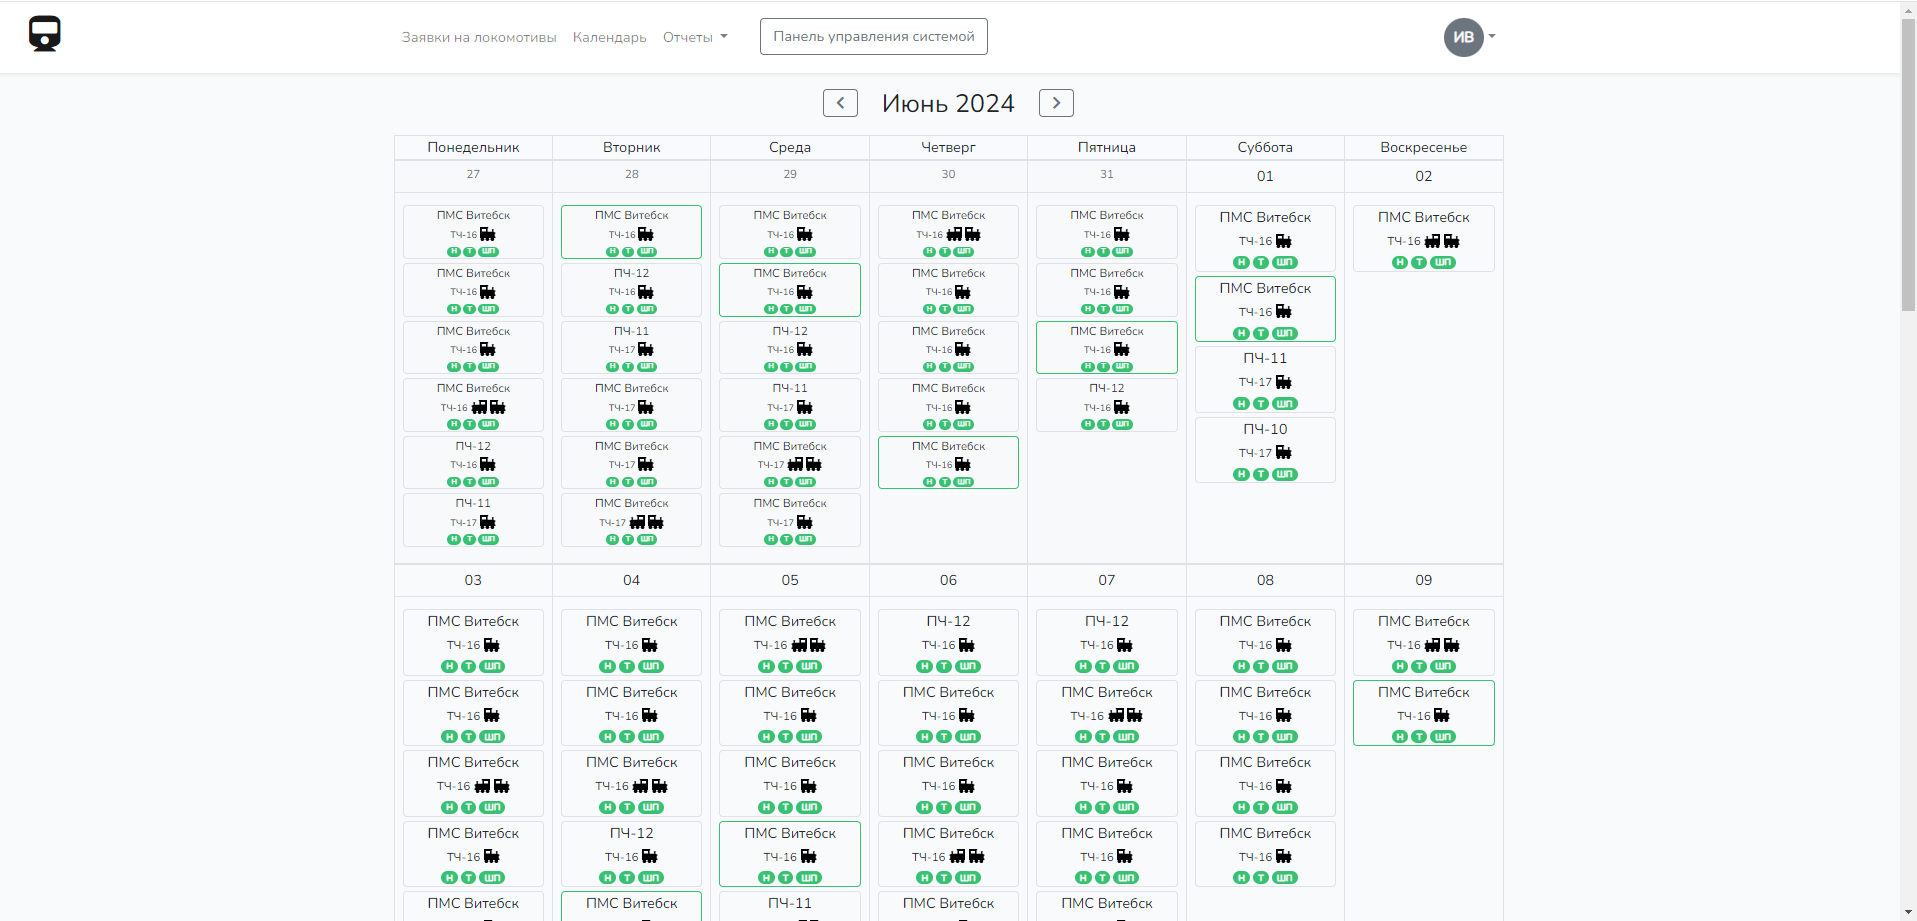 Заявки на локомотивы Календарь Отчеты Панель управления системой ИВ
Июнь 2024
Понедельник Вторник Среда Четверг Пятница Суббота Воскресенье
27 28 29 30 31 01 02
ПМС Витебск ПМС Витебск ПМС Витебск ПМС Витебск ПМС Витебск ПМС Витебск ПМС Витебск
ТЧ-16 ТЧ-16 ТЧ-16 ТЧ-16 ТЧ-16 ТЧ-16 ТЧ-16
Н Т ШП Н Т ШП Н Т ШП Н Т ШП Н Т ШП Н Т ШП Н Т ШП
ПМС Витебск ПЧ-12 ПМС Витебск ПМС Витебск ПМС Витебск ПМС Витебск
ТЧ-16 ТЧ-16 ТЧ-16 ТЧ-16 ТЧ-16 ТЧ-16
Н Т ШП Н Т ШП Н Т ШП Н Т ШП Н Т ШП Н Т ШП
ПМС Витебск ПЧ-11 ПЧ-12 ПМС Витебск ПМС Витебск ПЧ-11
ТЧ-16 ТЧ-17 ТЧ-16 ТЧ-16 ТЧ-16 ТЧ-17
Н Т ШП Н Т ШП Н Т ШП Н Т ШП Н Т ШП Н Т ШП
ПМС Витебск ПМС Витебск ПЧ-11 ПМС Витебск ПЧ-12 ПЧ-10
ТЧ-16 ТЧ-17 ТЧ-17 ТЧ-16 ТЧ-16 ТЧ-17
Н Т ШП Н Т ШП Н Т ШП Н Т ШП Н Т ШП Н Т ШП
ПЧ-12 ПМС Витебск ПМС Витебск ПМС Витебск
ТЧ-16 ТЧ-17 ТЧ-17 ТЧ-16
Н Т ШП Н Т ШП Н Т ШП Н Т ШП
ПЧ-11 ПМС Витебск ПМС Витебск
ТЧ-17 ТЧ-17 ТЧ-17
Н Т ШП Н Т ШП Н Т ШП
03 04 05 06 07 08 09
ПМС Витебск ПМС Витебск ПМС Витебск ПЧ-12 ПЧ-12 ПМС Витебск ПМС Витебск
ТЧ-16 ТЧ-16 ТЧ-16 ТЧ-16 ТЧ-16 ТЧ-16 ТЧ-16
Н Т ШП Н Т ШП Н Т ШП Н Т ШП Н Т ШП Н Т ШП Н Т ШП
ПМС Витебск ПМС Витебск ПМС Витебск ПМС Витебск ПМС Витебск ПМС Витебск ПМС Витебск
ТЧ-16 ТЧ-16 ТЧ-16 ТЧ-16 ТЧ-16 ТЧ-16 ТЧ-16
Н Т ШП Н Т ШП Н Т ШП Н Т ШП Н Т ШП Н Т ШП Н Т ШП
ПМС Витебск ПМС Витебск ПМС Витебск ПМС Витебск ПМС Витебск ПМС Витебск
ТЧ-16 ТЧ-16 ТЧ-16 ТЧ-16 ТЧ-16 ТЧ-16
Н Т ШП Н Т ШП Н Т ШП Н Т ШП Н Т ШП Н Т ШП
ПМС Витебск ПЧ-12 ПМС Витебск ПМС Витебск ПМС Витебск ПМС Витебск
ТЧ-16 ТЧ-16 ТЧ-16 ТЧ-16 ТЧ-16 ТЧ-16
Н Т ШП Н Т ШП Н Т ШП Н Т ШП Н Т ШП Н Т ШП
ПМС Витебск ПМС Витебск ПЧ-11 ПМС Витебск ПМС Витебск